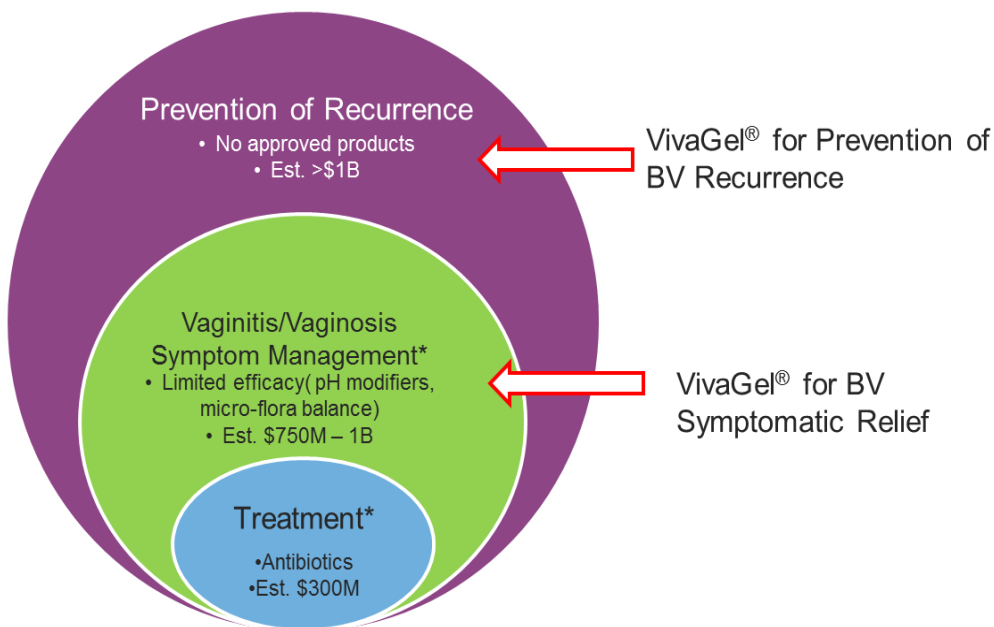 Prevention of Recurrence
• No approved products
• Est. >$1B
VivaGel® for Prevention of
BV Recurrence
Vaginitis/Vaginosis
Symptom Management*
• Limited efficacy( pH modifiers,
micro-flora balance)
• Est. $750M – 1B
VivaGel® for BV
Symptomatic Relief
Treatment*
•Antibiotics
•Est. $300M